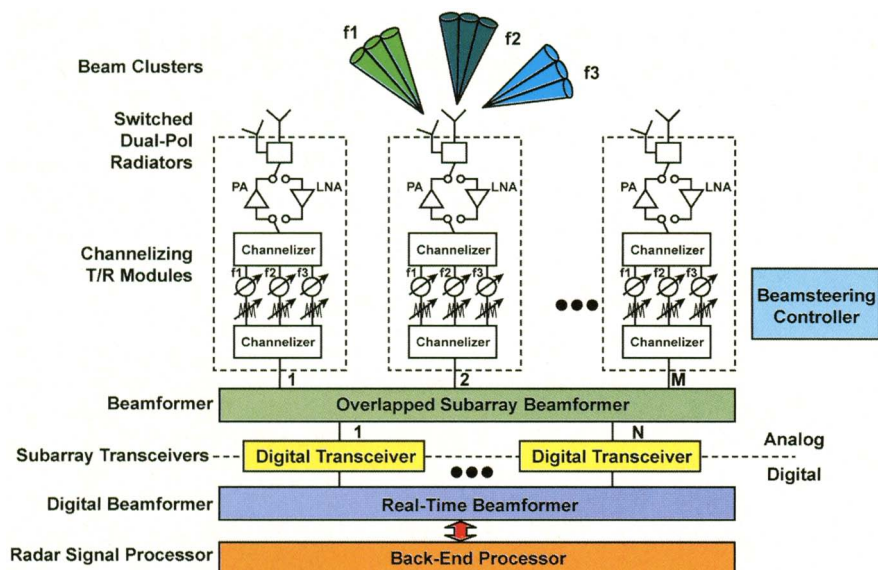 f1
f2
f3
Beam Clusters
Switched
Dual-Pol
Radiators
PA
LNA
PA
LNA
PA
LNA
Channelizing
T/R Modules
Channelizer
Channelizer
Channelizer
f1 f2 f3
f1 f2 f3
f1 f2 f3
Channelizer
Channelizer
Channelizer
Beamsteering
Controller
1
2
M
Beamformer
Overlapped Subarray Beamformer
1
N
Analog
Subarray Transceivers
Digital Transceiver
Digital Transceiver
Digital
Digital Beamformer
Real-Time Beamformer
Radar Signal Processor
Back-End Processor